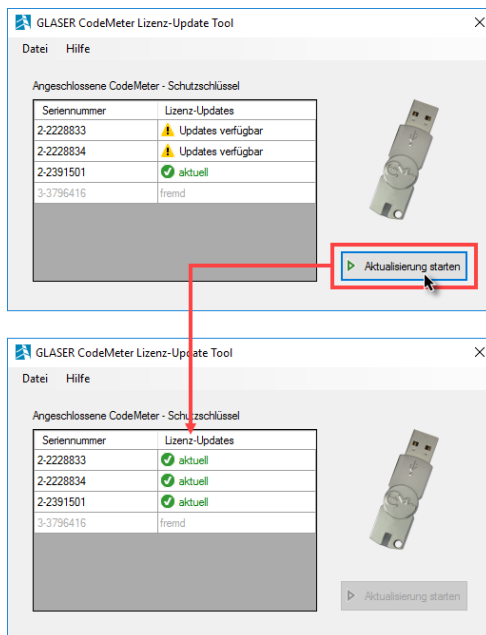 GLASER CodeMeter Lizenz-Update Tool
Datei Hilfe
Angeschlossene CodeMeter - Schutzschlüssel
Seriennummer Lizenz-Updates
2-2228833 Updates verfügbar
2-2228834 Updates verfügbar
2-2391501 aktuell
3-3796416 fremd
Aktualisierung starten
GLASER CodeMeter Lizenz-Update Tool
Datei Hilfe
Angeschlossene CodeMeter - Schutzschlüssel
Seriennummer Lizenz-Updates
2-2228833 aktuell
2-2228834 aktuell
2-2391501 aktuell
3-3796416 fremd
Aktualisierung starten